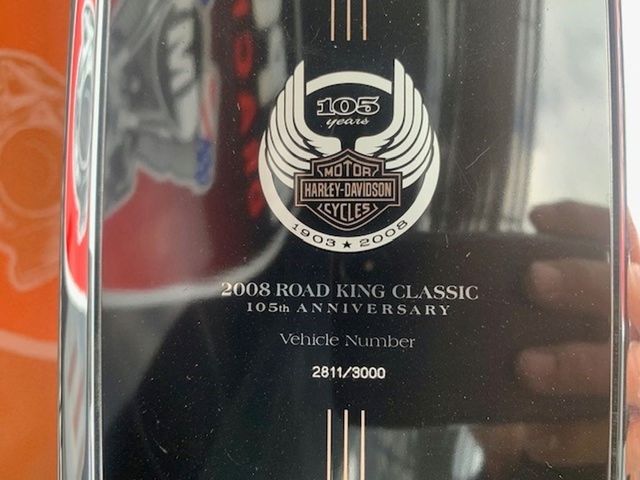 105
years
MOTOR
HARLEY-DAVIDSON
CYCLES
1903 ★ 2008
2008 ROAD KING CLASSIC
105th ANNIVERSARY
Vehicle Number
2811/3000